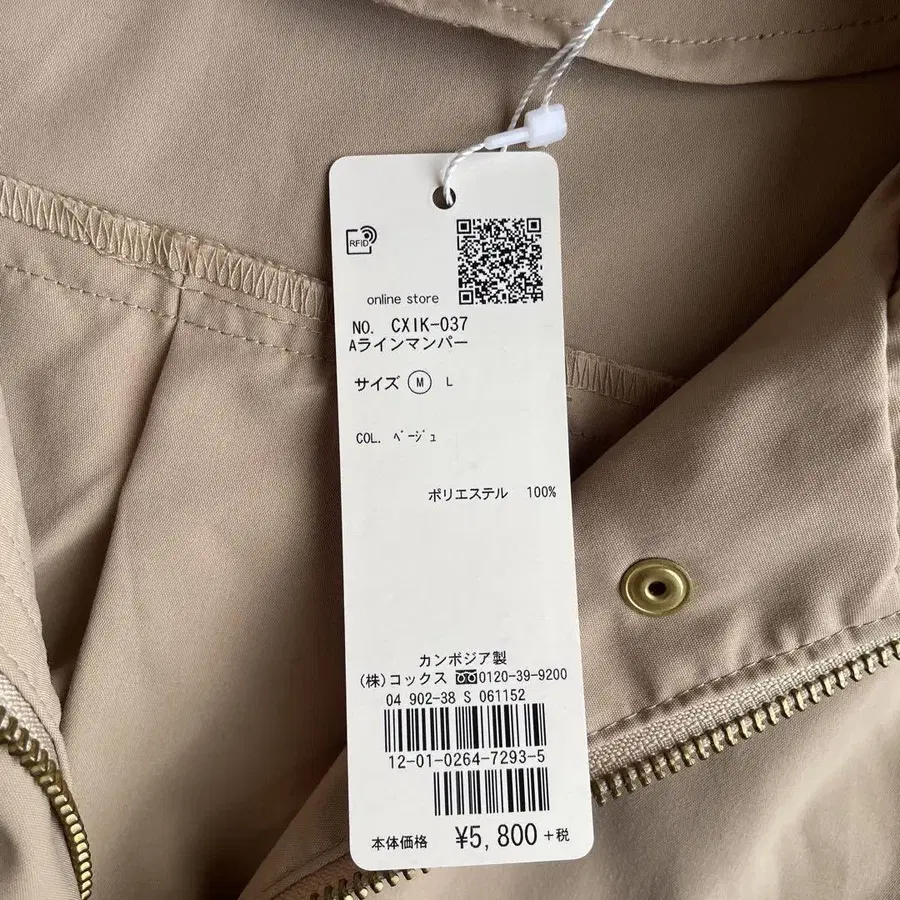 RFID
online store
NO. CXIK-037
Aラインマンパー
サイズ Ⓜ L
COL. ﾍﾞｰｼﾞｭ
ポリエステル 100%
カンボジア製
(株)コックス 0120-39-9200
04 902-38 S 061152
12-01-0264-7293-5
本体価格 ¥5,800+税